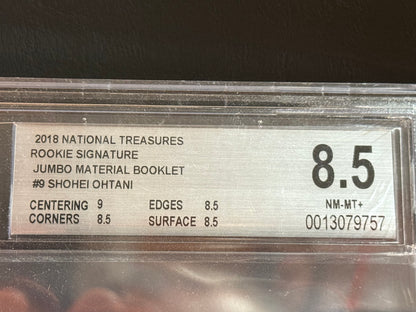 2018 NATIONAL TREASURES
ROOKIE SIGNATURE
JUMBO MATERIAL BOOKLET
#9 SHOHEI OHTANI
CENTERING 9 EDGES 8.5
CORNERS 8.5 SURFACE 8.5
8.5
NM-MT+
0013079757